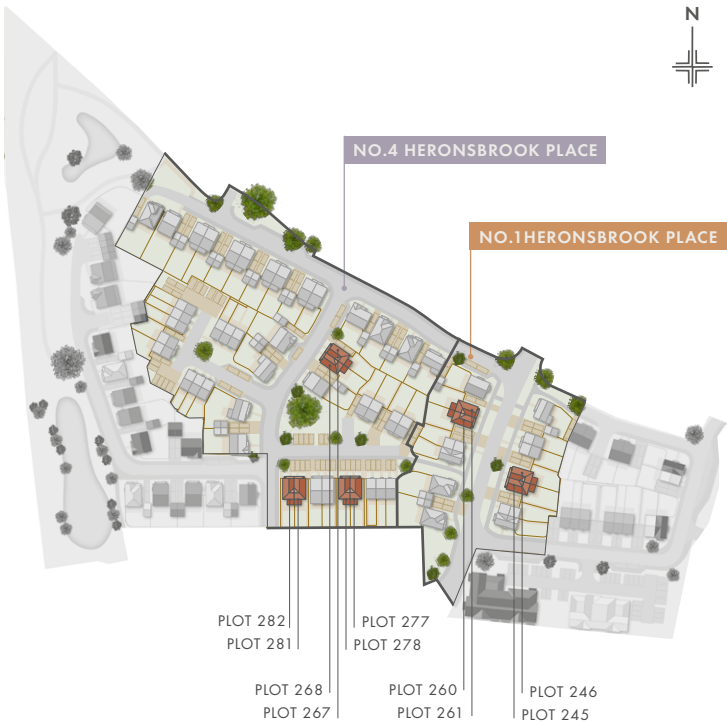 N
NO.4 HERONSBROOK PLACE
NO.1HERONSBROOK PLACE
PLOT 282
PLOT 281
PLOT 277
PLOT 278
PLOT 268
PLOT 267
PLOT 260
PLOT 261
PLOT 246
PLOT 245